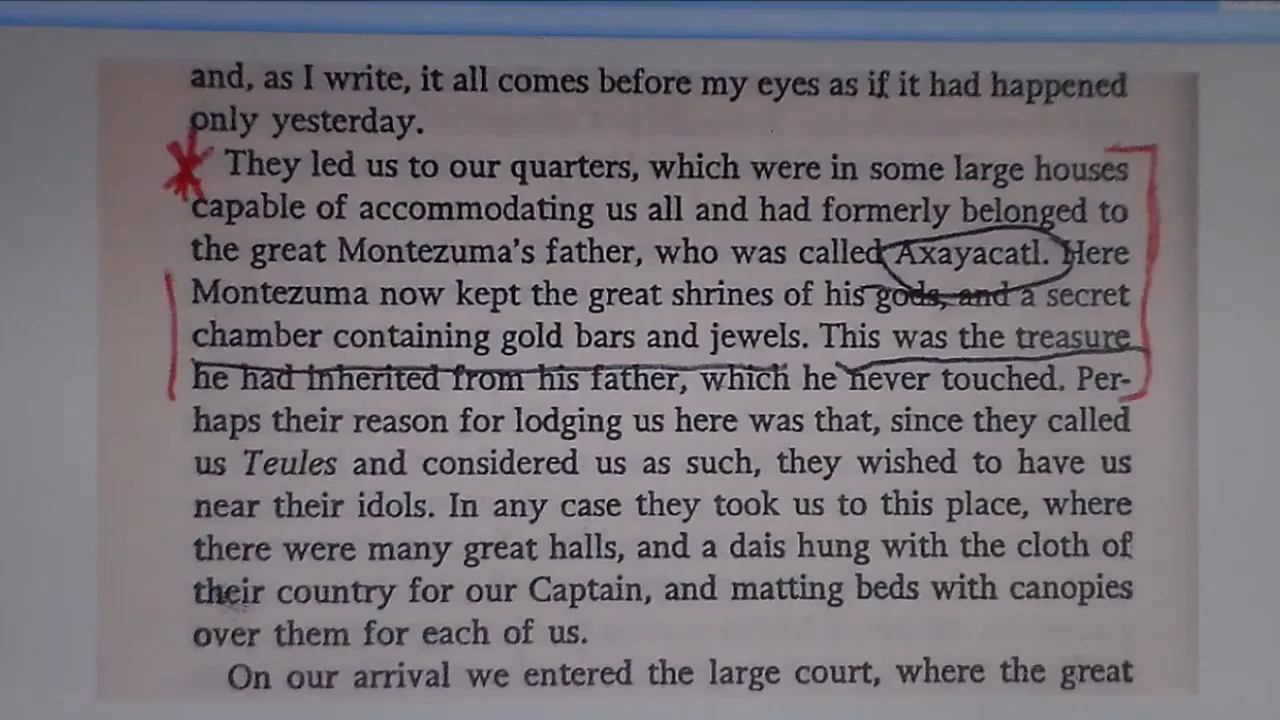 and, as I write, it all comes before my eyes as if it had happened
only yesterday.
They led us to our quarters, which were in some large houses
capable of accommodating us all and had formerly belonged to
the great Montezuma's father, who was called Axayacatl. Here
Montezuma now kept the great shrines of his gods, and a secret
chamber containing gold bars and jewels. This was the treasure
he had inherited from his father, which he never touched. Per-
haps their reason for lodging us here was that, since they called
us Teules and considered us as such, they wished to have us
near their idols. In any case they took us to this place, where
there were many great halls, and a dais hung with the cloth of
their country for our Captain, and matting beds with canopies
over them for each of us.
On our arrival we entered the large court, where the great